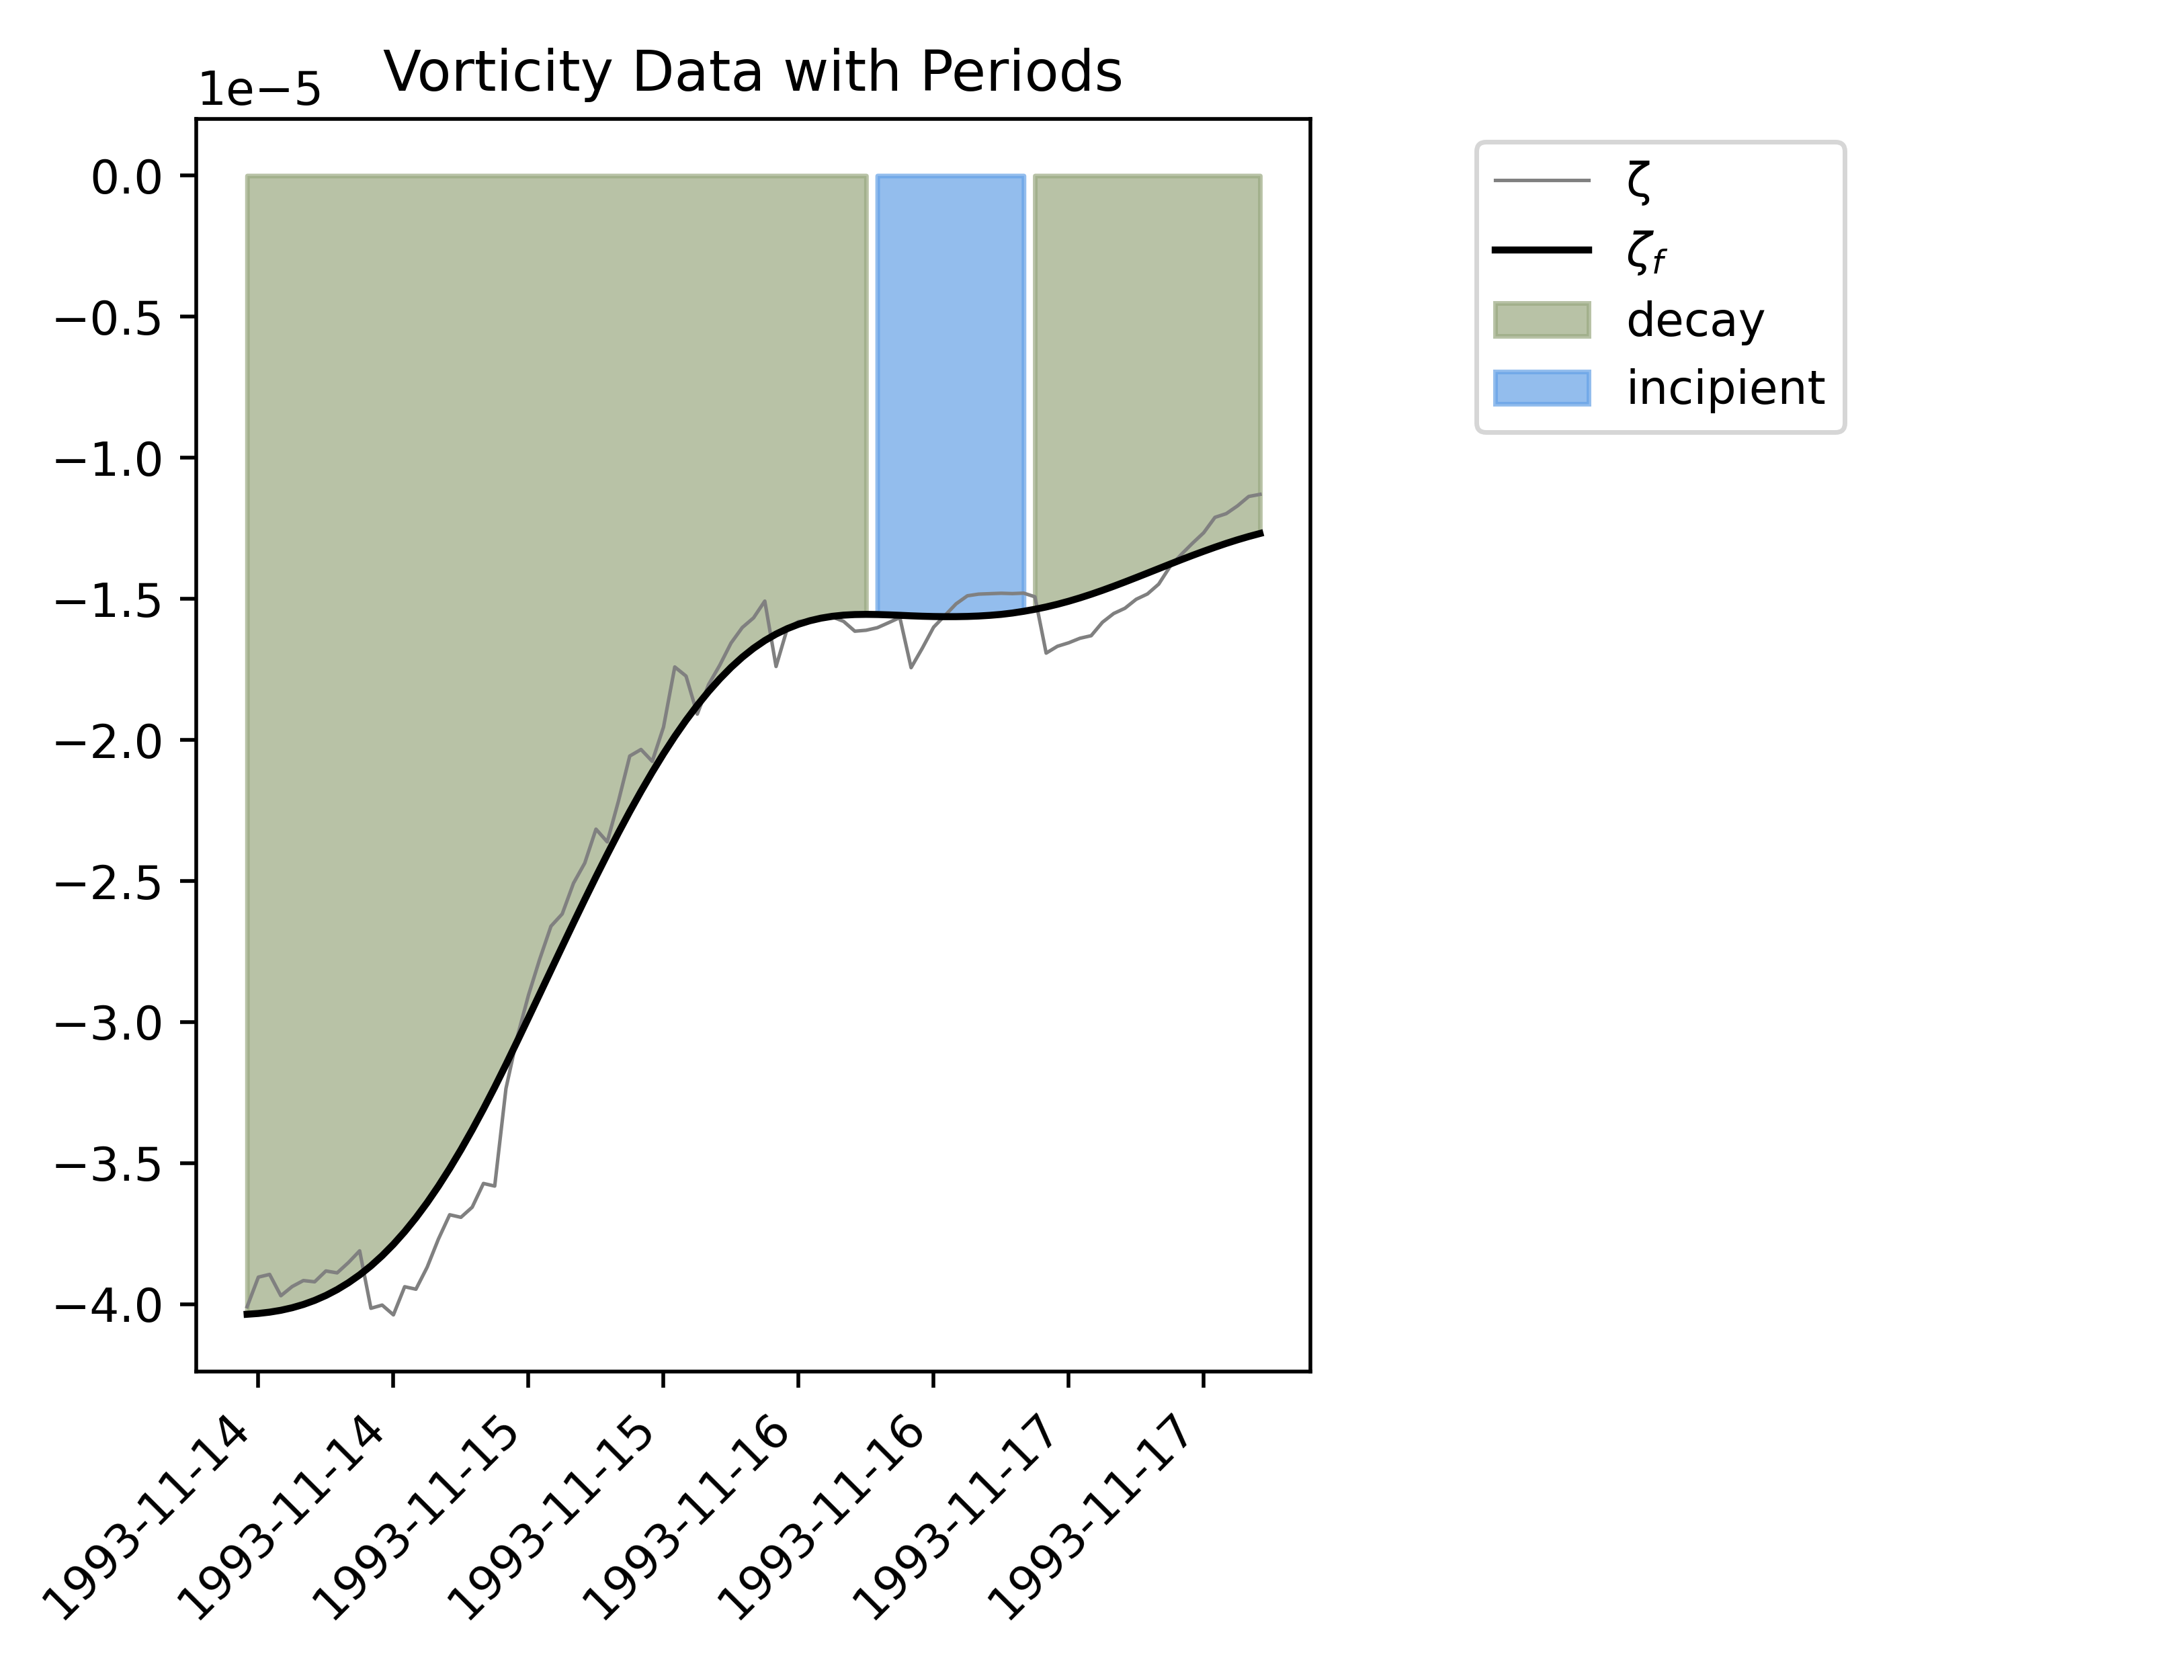 Vorticity Data with Periods
1e−5
0.0
−0.5
−1.0
−1.5
−2.0
−2.5
−3.0
−3.5
−4.0
1993-11-14
1993-11-14
1993-11-15
1993-11-15
1993-11-16
1993-11-16
1993-11-17
1993-11-17
ζ
ζf
decay
incipient